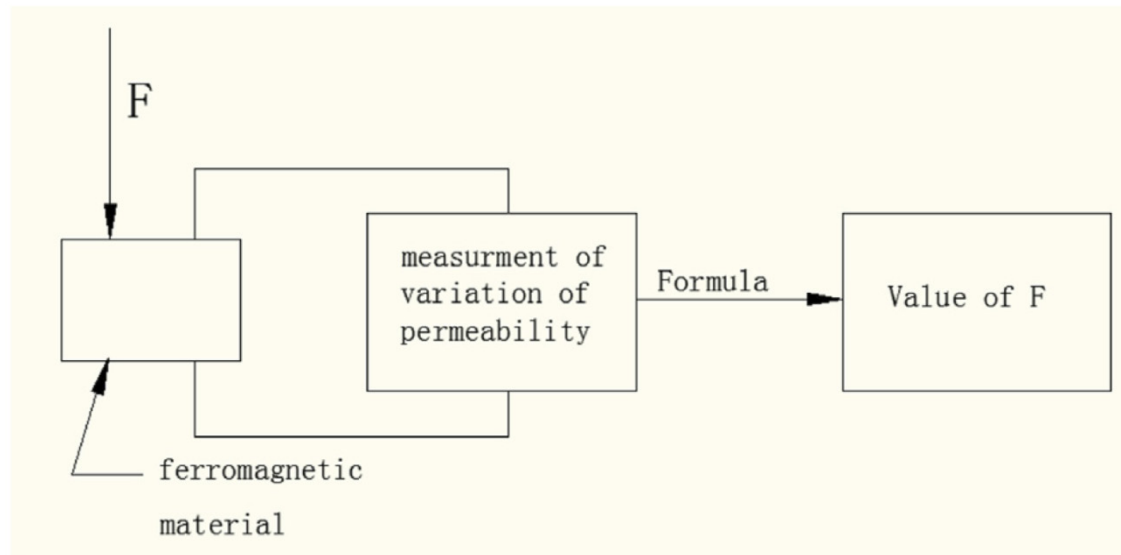 F
measurment of
variation of
permeability
Formula
Value of F
ferromagnetic
material